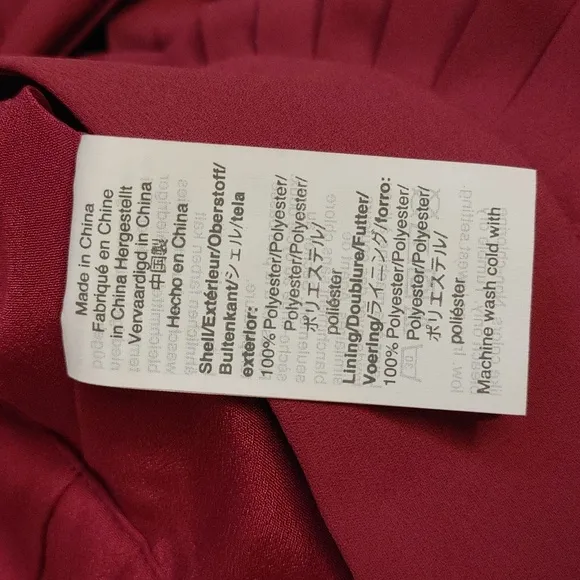 Made in China
Fabriqué en Chine
in China Hergestellt
Vervaardigd in China
中国製
Hecho en China
Shell/Extérieur/Oberstoff/
Buitenkant/シェル/tela
exterior:
100% Polyester/Polyester/
Polyester/Polyester/
ポリエステル/
poliéster
Lining/Doublure/Futter/
Voering/ライニング/forro:
100% Polyester/Polyester/
Polyester/Polyester/
ポリエステル/
poliéster
Machine wash cold with